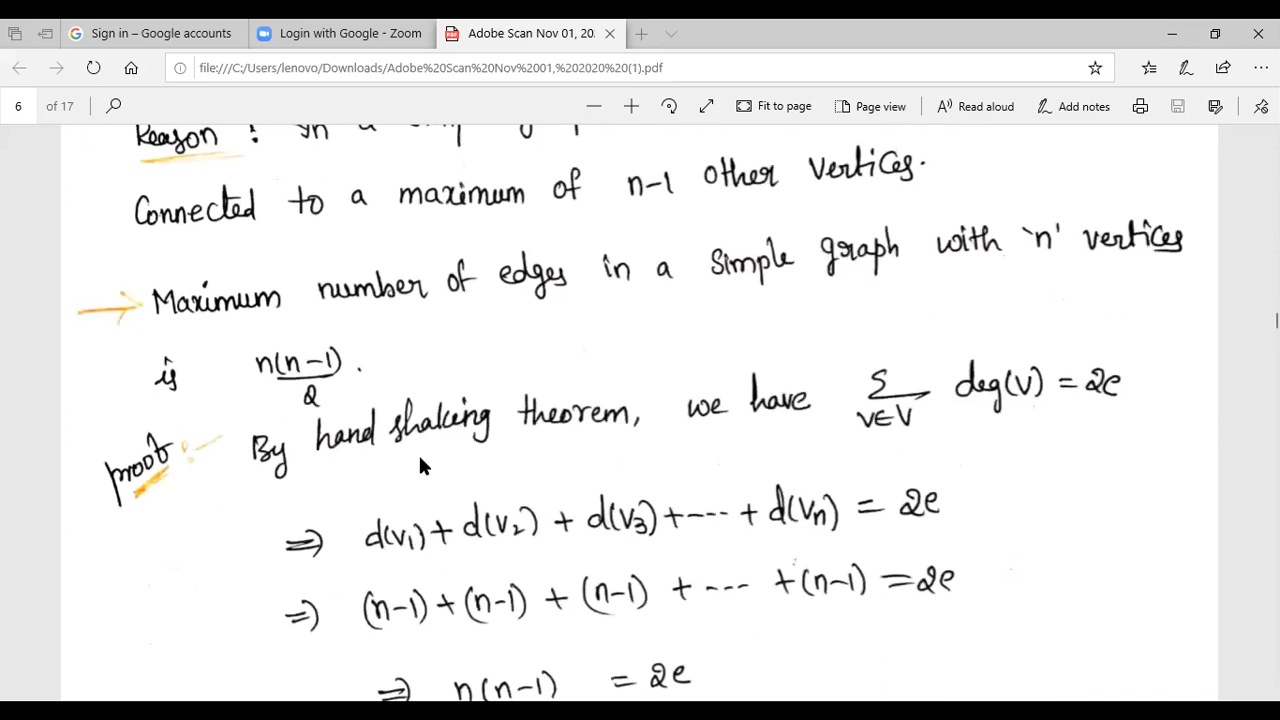 Sign in – Google accounts
Login with Google - Zoom
Adobe Scan Nov 01, 202
file:///C:/Users/lenovo/Downloads/Adobe%20Scan%20Nov%2001,%202020%20(1).pdf
6 of 17
Fit to page
Page view
Read aloud
Add notes
Reason :
Connected to a maximum of n-1 other vertices.
→ Maximum number of edges in a simple graph with 'n' vertices
is n(n-1)/2 .
proof :- By hand shaking theorem, we have Σ_{v∈V} deg(v) = 2e
⇒ d(v₁) + d(v₂) + d(v₃) + ---- + d(vₙ) = 2e
⇒ (n-1) + (n-1) + (n-1) + ---- + (n-1) = 2e
⇒ n(n-1) = 2e